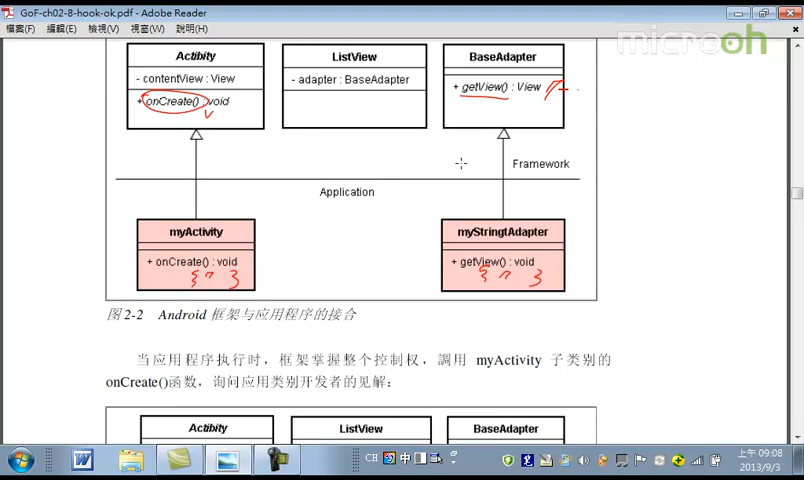 GoF-ch02-8-hook-ok.pdf - Adobe Reader
檔案(F) 編輯(E) 檢視(V) 視窗(W) 說明(H)
microoh
Actibity
- contentView : View
+ onCreate() : void
ListView
- adapter : BaseAdapter
BaseAdapter
+ getView() : View
Framework
Application
myActivity
+ onCreate() : void
myStringtAdapter
+ getView() : void
图 2-2 Android 框架与应用程序的接合
当应用程序执行时，框架掌握整个控制权，調用 myActivity 子类别的
onCreate()函数，询问应用类别开发者的见解：
Actibity
ListView
BaseAdapter
CH 中
上午 09:08
2013/9/3